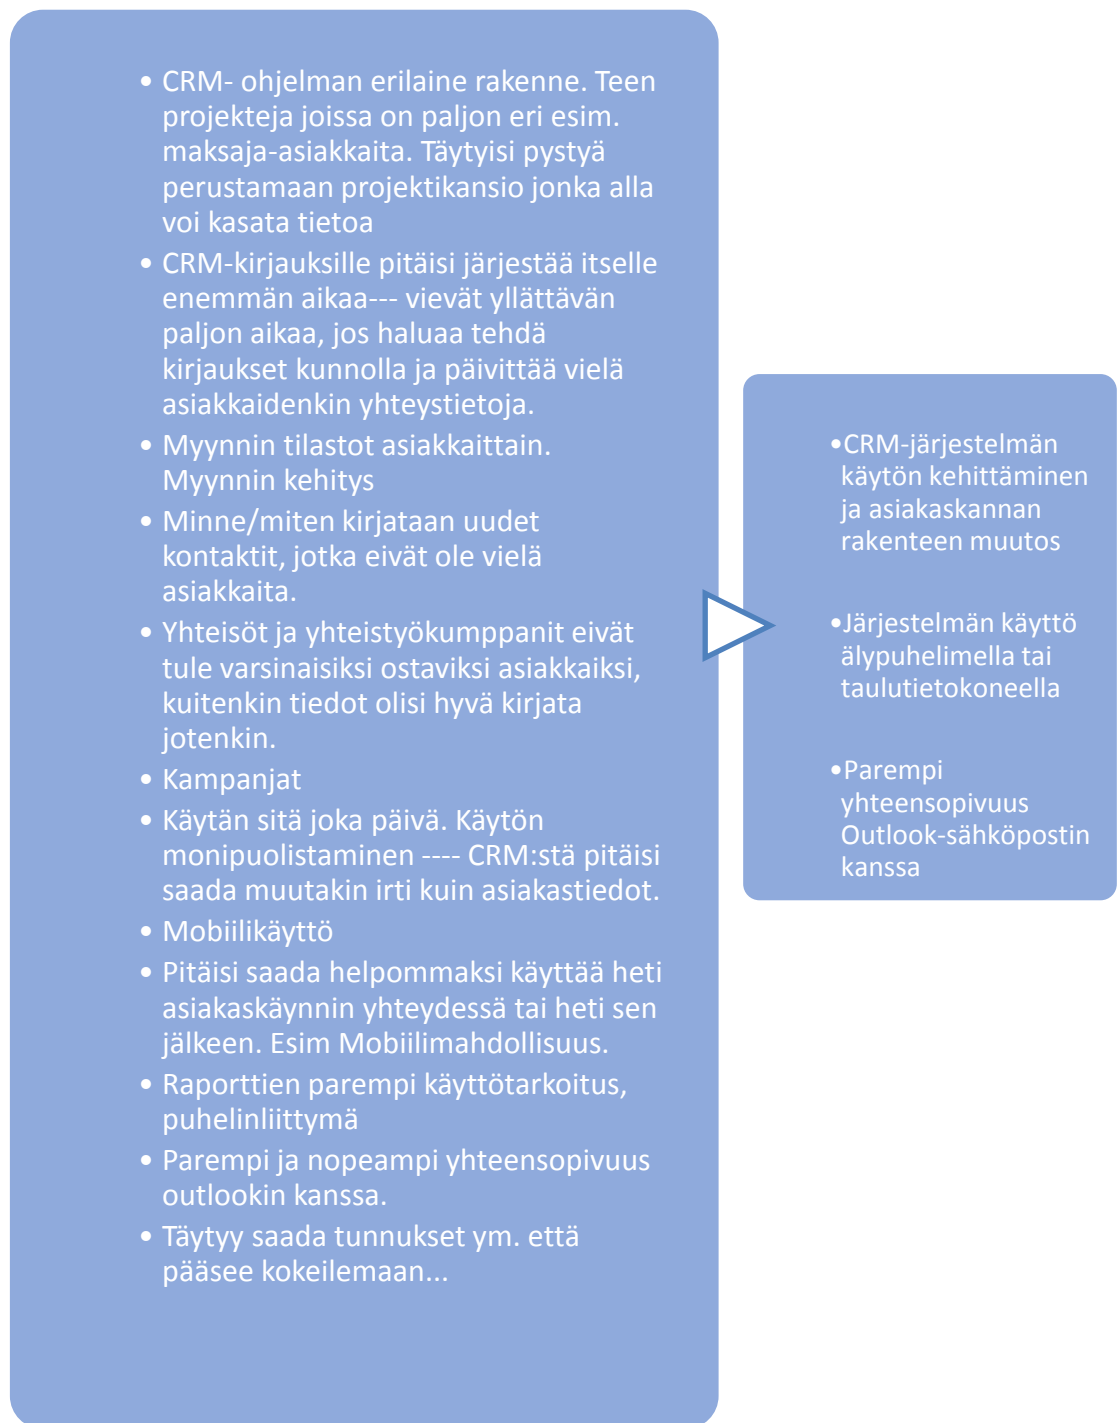 • CRM- ohjelman erilaine rakenne. Teen
projekteja joissa on paljon eri esim.
maksaja-asiakkaita. Täytyisi pystyä
perustamaan projektikansio jonka alla
voi kasata tietoa
• CRM-kirjauksille pitäisi järjestää itselle
enemmän aikaa--- vievät yllättävän
paljon aikaa, jos haluaa tehdä
kirjaukset kunnolla ja päivittää vielä
asiakkaidenkin yhteystietoja.
• Myynnin tilastot asiakkaittain.
Myynnin kehitys
• Minne/miten kirjataan uudet
kontaktit, jotka eivät ole vielä
asiakkaita.
• Yhteisöt ja yhteistyökumppanit eivät
tule varsinaisiksi ostaviksi asiakkaiksi,
kuitenkin tiedot olisi hyvä kirjata
jotenkin.
• Kampanjat
• Käytän sitä joka päivä. Käytön
monipuolistaminen ---- CRM:stä pitäisi
saada muutakin irti kuin asiakastiedot.
• Mobiilikäyttö
• Pitäisi saada helpommaksi käyttää heti
asiakaskäynnin yhteydessä tai heti sen
jälkeen. Esim Mobiilimahdollisuus.
• Raporttien parempi käyttötarkoitus,
puhelinliittymä
• Parempi ja nopeampi yhteensopivuus
outlookin kanssa.
• Täytyy saada tunnukset ym. että
pääsee kokeilemaan...
•CRM-järjestelmän
käytön kehittäminen
ja asiakaskannan
rakenteen muutos
•Järjestelmän käyttö
älypuhelimella tai
taulutietokoneella
•Parempi
yhteensopivuus
Outlook-sähköpostin
kanssa